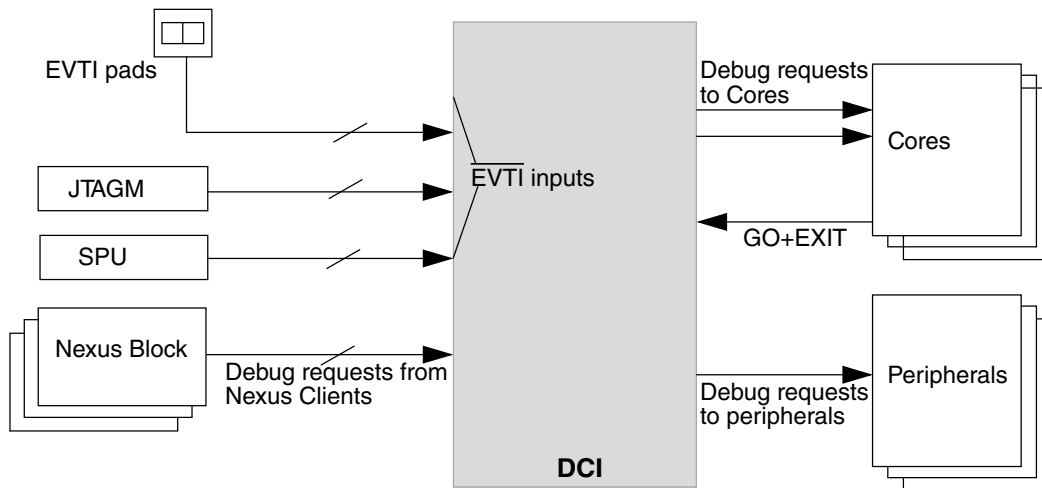 EVTI pads
JTAGM
SPU
Nexus Block
Debug requests from
Nexus Clients
EVTI inputs
DCI
Debug requests
to Cores
Cores
GO+EXIT
Debug requests
to peripherals
Peripherals